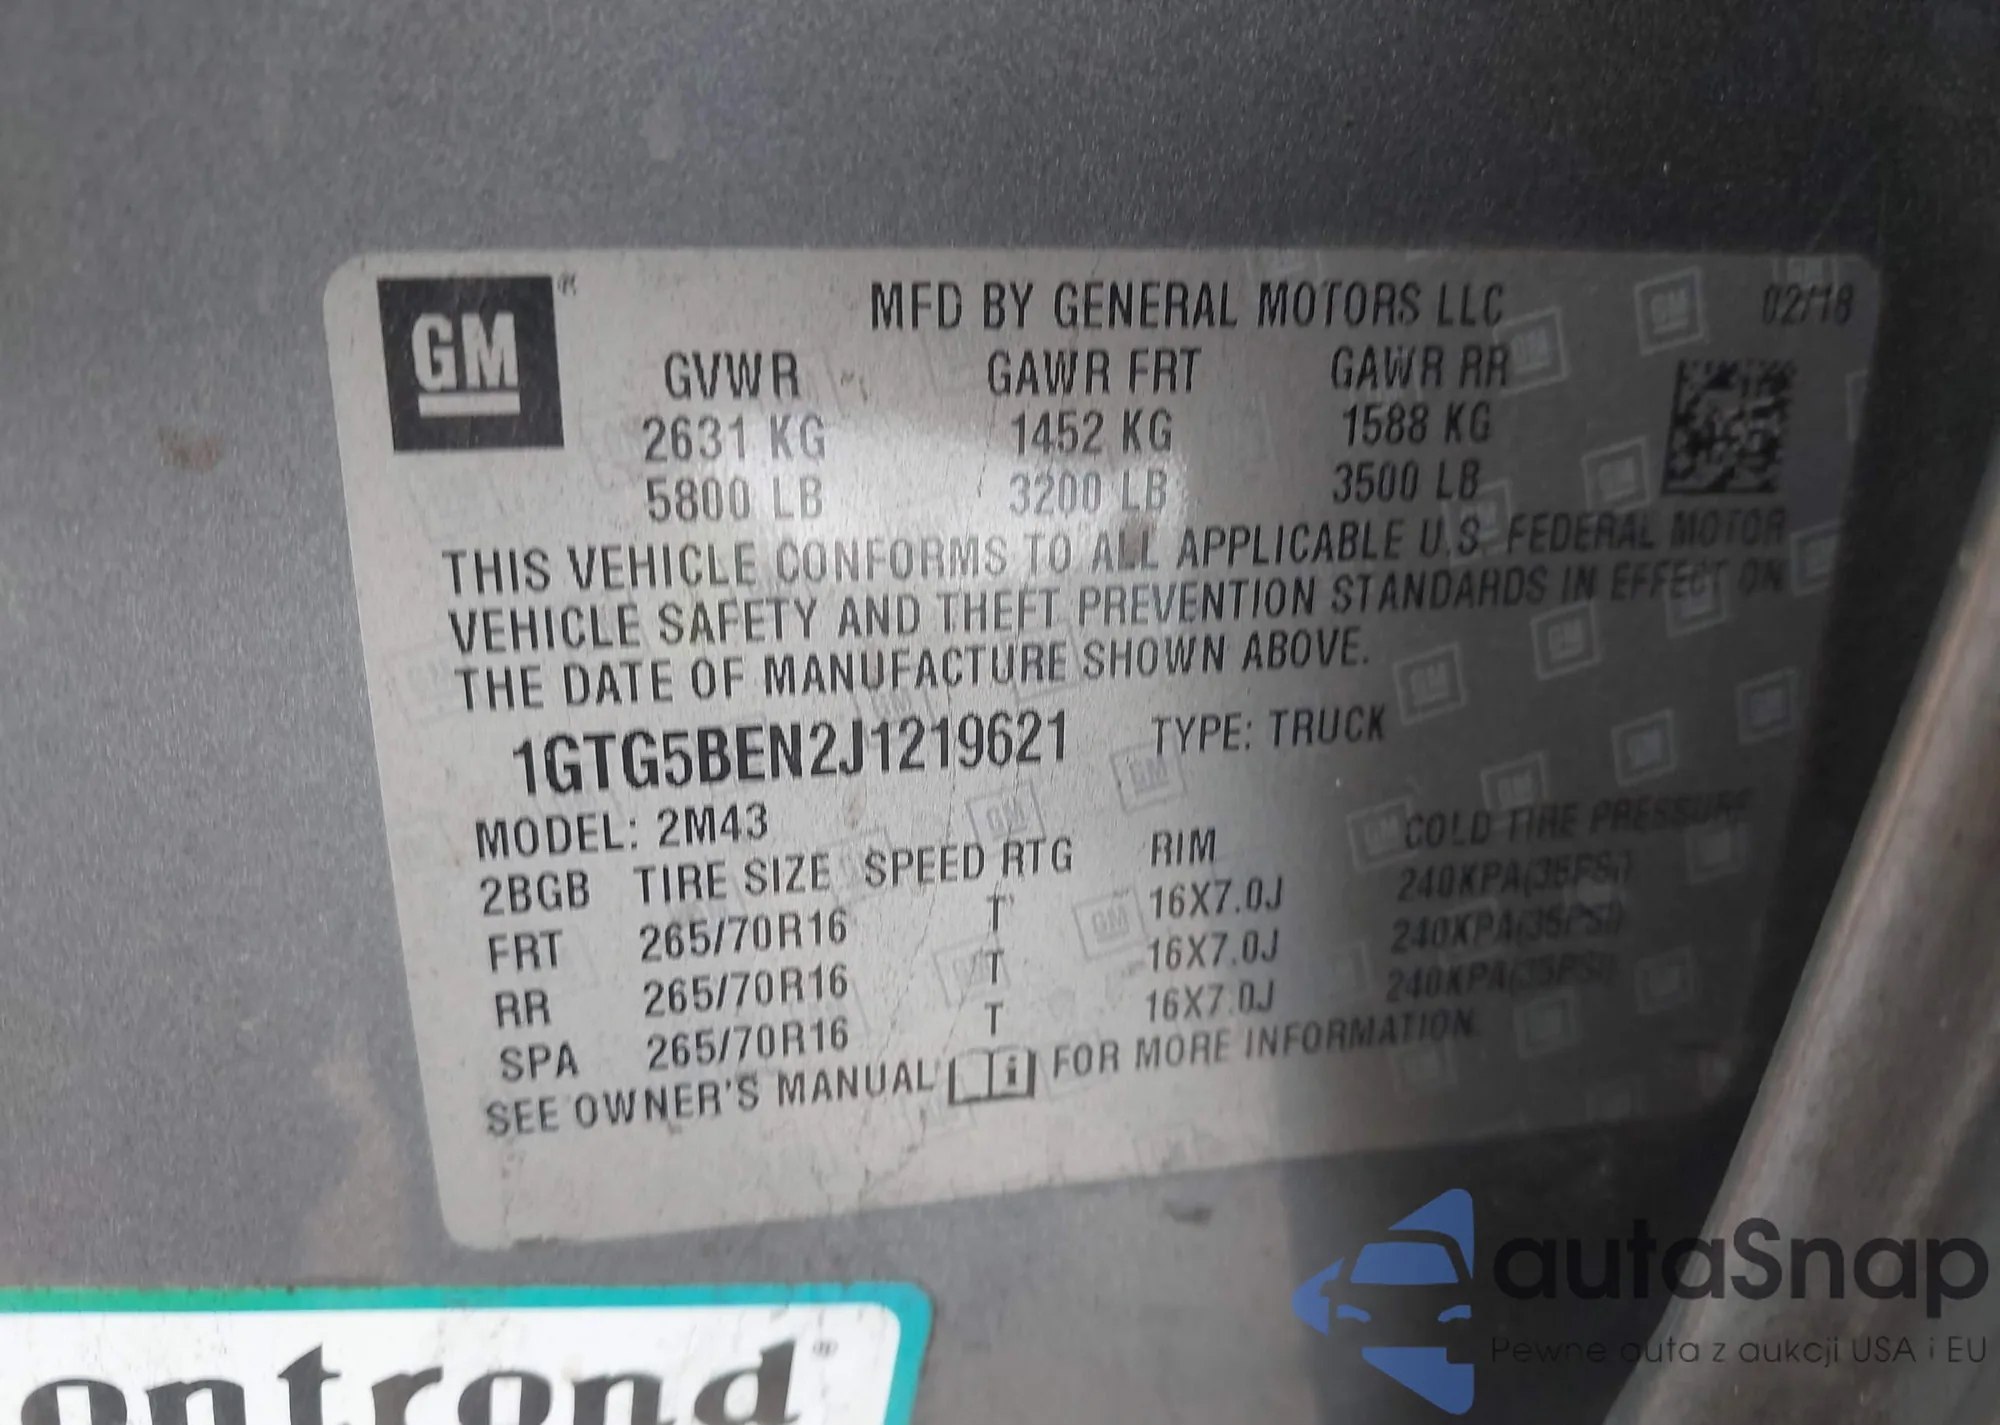 GM®
MFD BY GENERAL MOTORS LLC 02/18
GVWR GAWR FRT GAWR RR
2631 KG 1452 KG 1588 KG
5800 LB 3200 LB 3500 LB
THIS VEHICLE CONFORMS TO ALL APPLICABLE U.S. FEDERAL MOTOR
VEHICLE SAFETY AND THEFT PREVENTION STANDARDS IN EFFECT ON
THE DATE OF MANUFACTURE SHOWN ABOVE.
1GTG5BEN2J1219621 TYPE: TRUCK
MODEL: 2M43
2BGB TIRE SIZE SPEED RTG RIM COLD TIRE PRESSURE
FRT 265/70R16 T 16X7.0J 240KPA(35PSI)
RR 265/70R16 T 16X7.0J 240KPA(35PSI)
SPA 265/70R16 T 16X7.0J 240KPA(35PSI)
SEE OWNER'S MANUAL i FOR MORE INFORMATION
ontrond®
autaSnap
Pewne auta z aukcji USA i EU